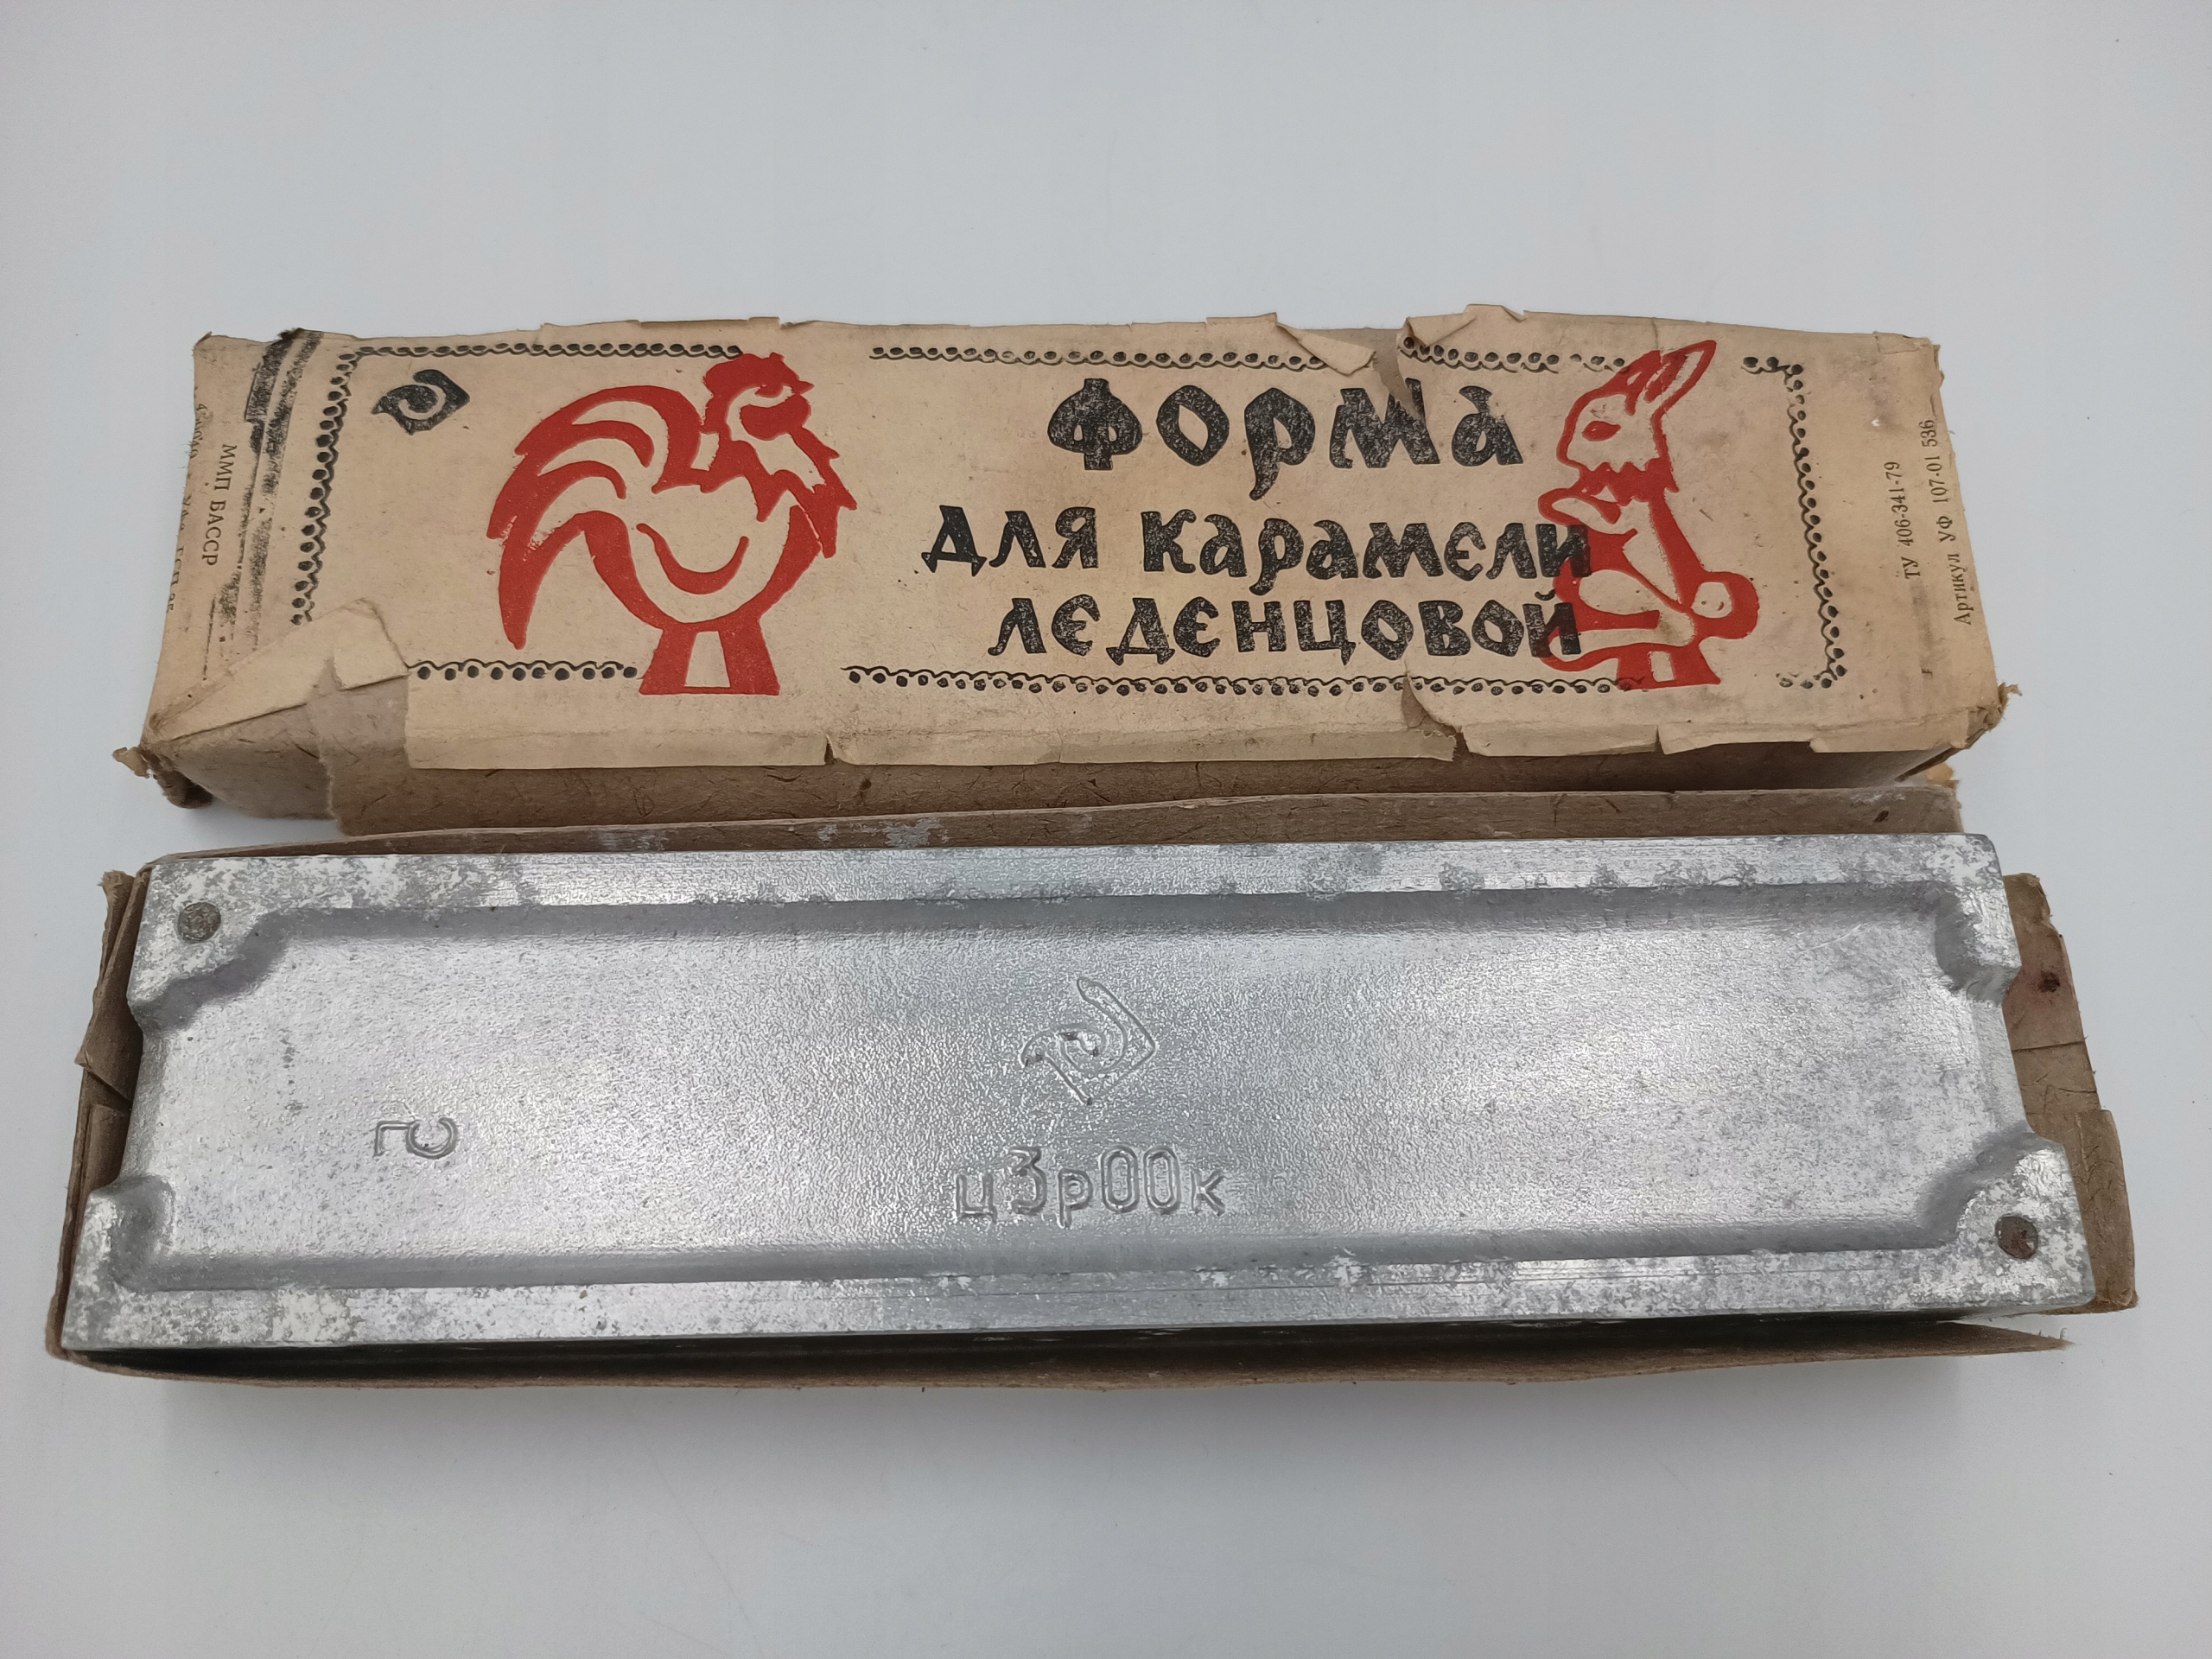 ММП БАССР
Форма
для карамели
леденцовой
ТУ 406-341-79
Артикул УФ 107-01 536
ц3р00к